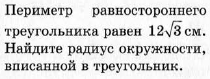 Периметр равностороннего
треугольника равен 12√3 см.
Найдите радиус окружности,
вписанной в треугольник.